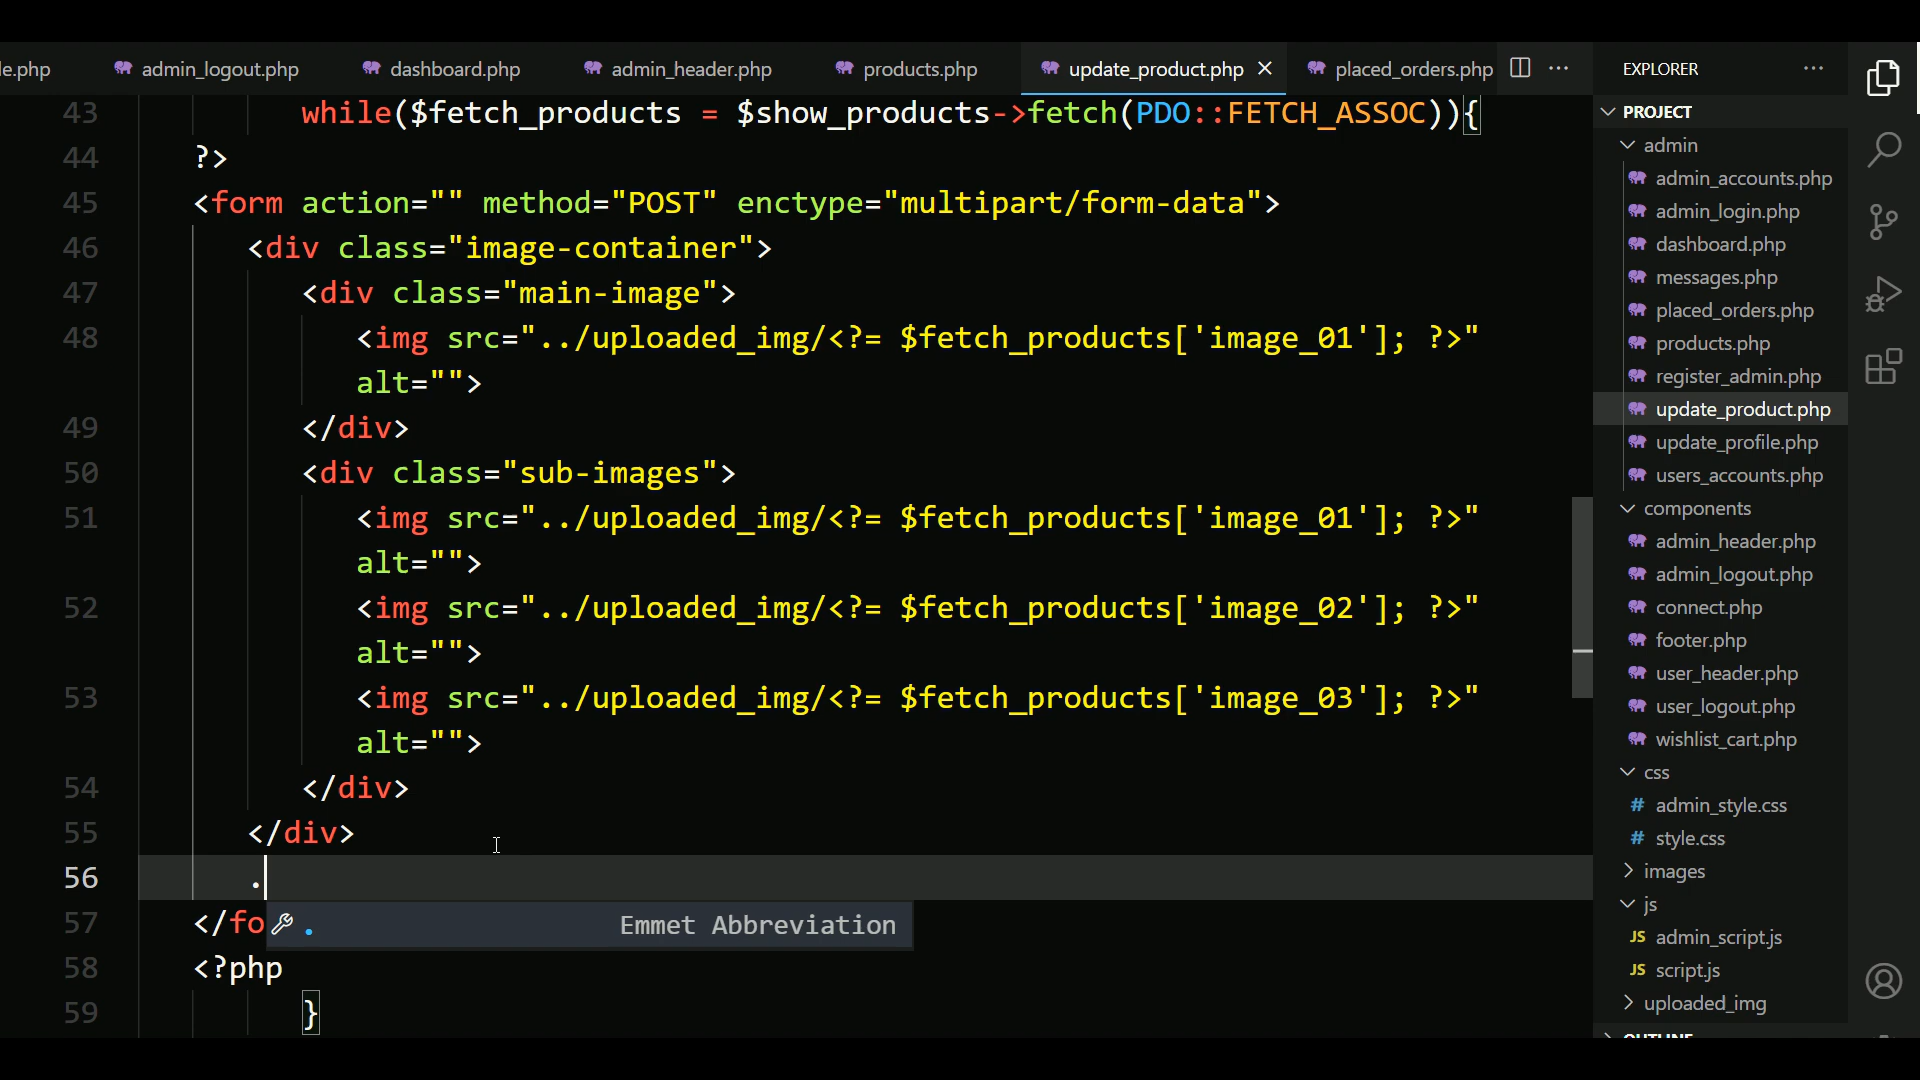 le.php
admin_logout.php
dashboard.php
admin_header.php
products.php
update_product.php
placed_orders.php
EXPLORER
43 while($fetch_products = $show_products->fetch(PDO::FETCH_ASSOC)){
44 ?>
45 <form action="" method="POST" enctype="multipart/form-data">
46 <div class="image-container">
47 <div class="main-image">
48 <img src="../uploaded_img/<?= $fetch_products['image_01']; ?>"
alt="">
49 </div>
50 <div class="sub-images">
51 <img src="../uploaded_img/<?= $fetch_products['image_01']; ?>"
alt="">
52 <img src="../uploaded_img/<?= $fetch_products['image_02']; ?>"
alt="">
53 <img src="../uploaded_img/<?= $fetch_products['image_03']; ?>"
alt="">
54 </div>
55 </div>
56 .
57 </fo
. Emmet Abbreviation
58 <?php
59 }
PROJECT
admin
admin_accounts.php
admin_login.php
dashboard.php
messages.php
placed_orders.php
products.php
register_admin.php
update_product.php
update_profile.php
users_accounts.php
components
admin_header.php
admin_logout.php
connect.php
footer.php
user_header.php
user_logout.php
wishlist_cart.php
css
# admin_style.css
# style.css
images
js
JS admin_script.js
JS script.js
uploaded_img
OUTLINE